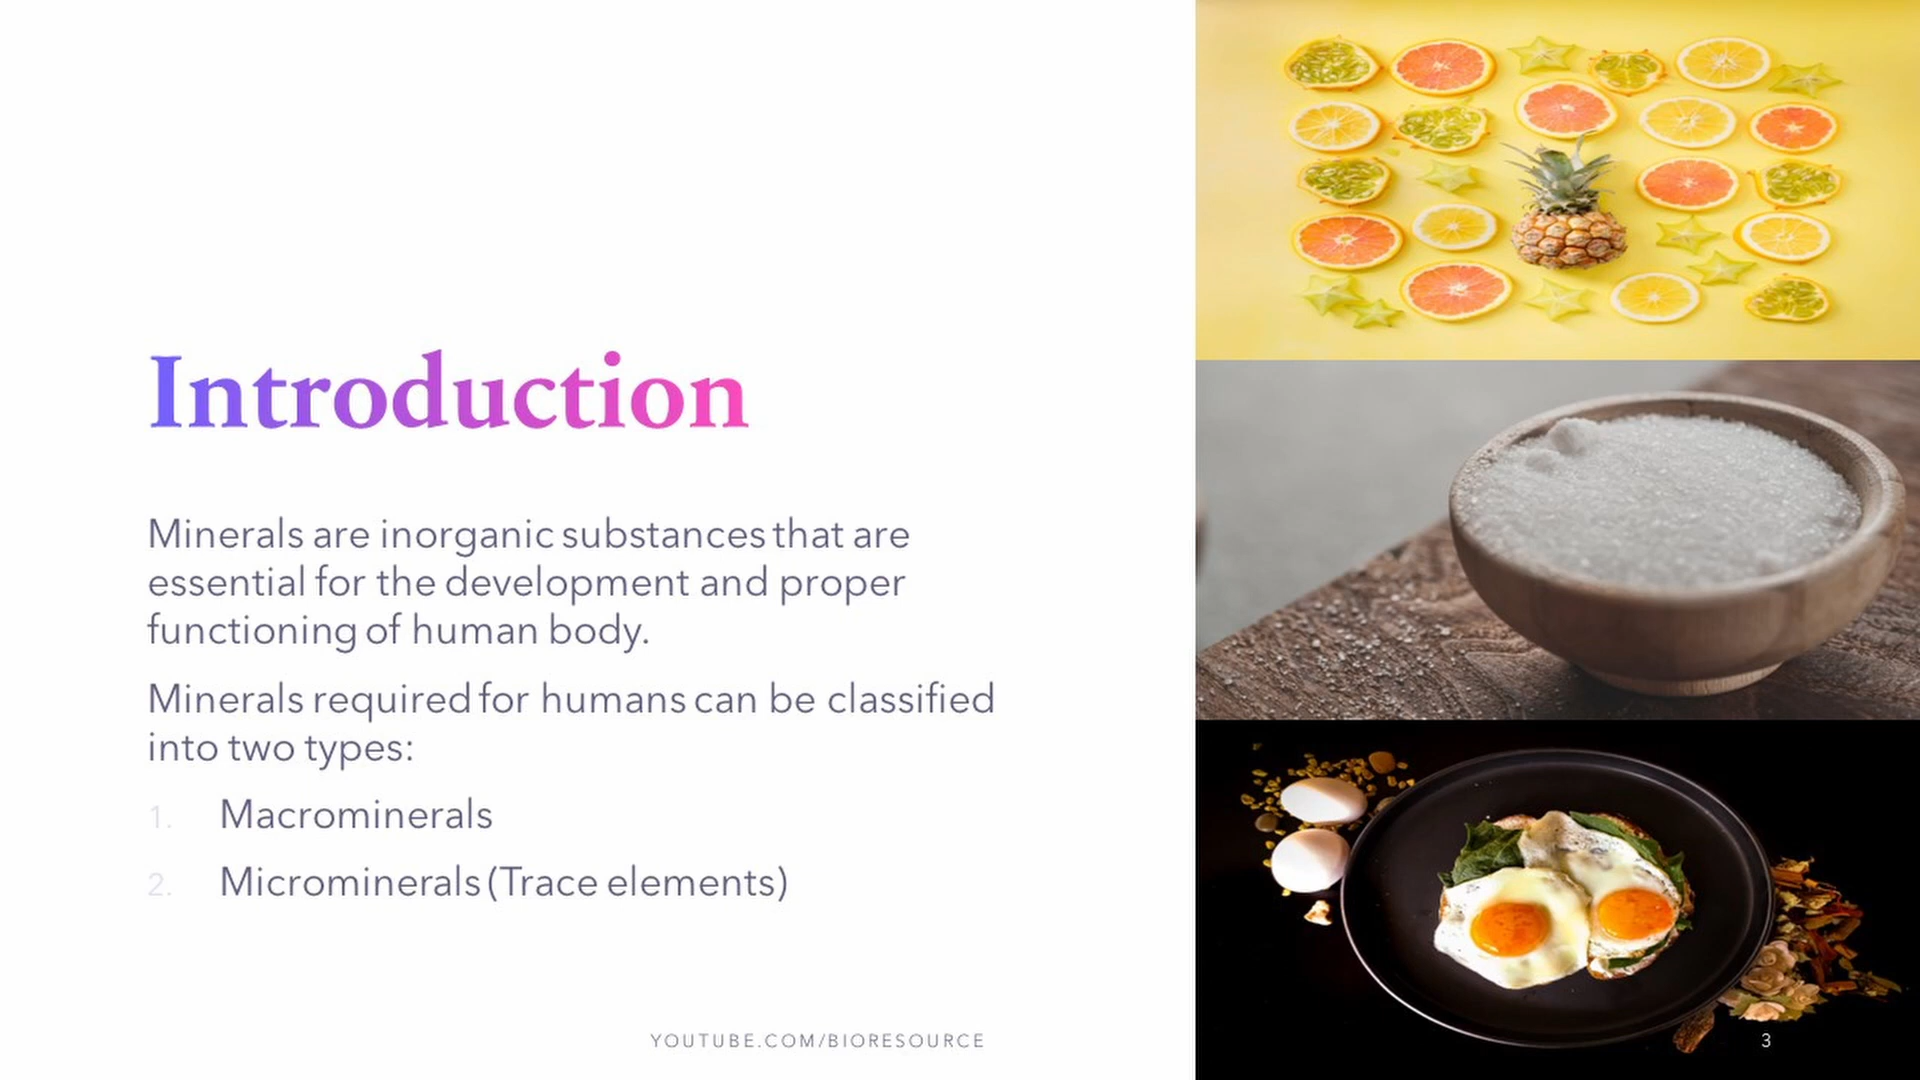 Introduction
Minerals are inorganic substances that are
essential for the development and proper
functioning of human body.
Minerals required for humans can be classified
into two types:
1. Macrominerals
2. Microminerals (Trace elements)
YOUTUBE.COM/BIORESOURCE
3